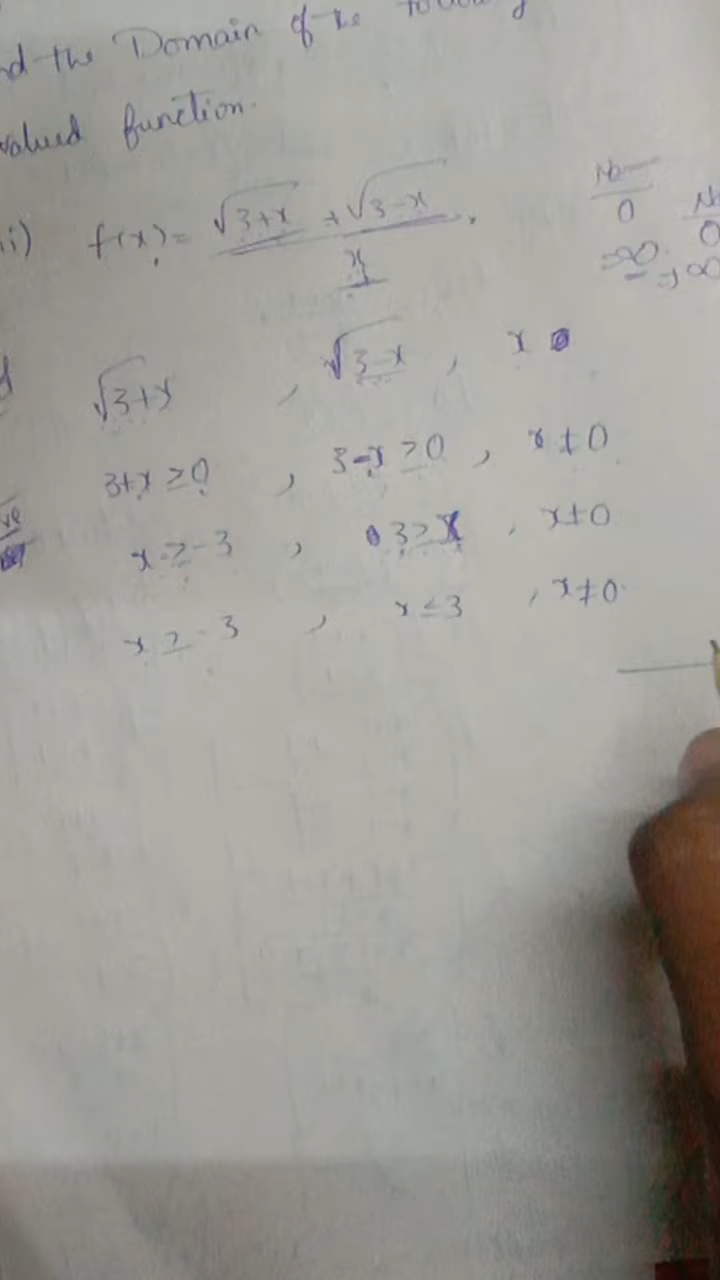 the Domain of the
valued function.
ii) f(x) = √3+x + √3-x / x .
No / 0
0
= ∞ . = ∞
√3+x , √3-x , x
3+x ≥ 0 , 3-x ≥ 0 , x ≠ 0
x ≥ -3 , 3 ≥ x , x ≠ 0
x ≥ -3 , x ≤ 3 , x ≠ 0